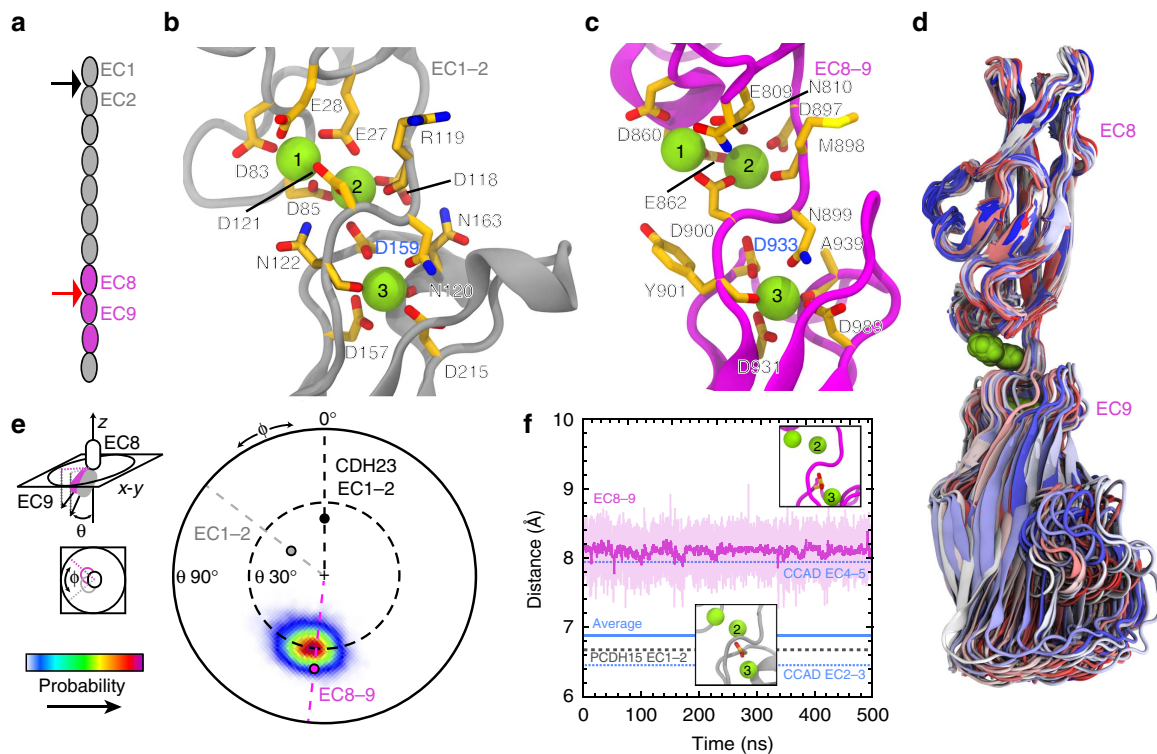 a
EC1
EC2
EC8
EC9
b
EC1–2
E28
E27
R119
D83
1
2
D118
D121
D85
N163
D159
N122
N120
3
D157
D215
c
EC8–9
E809
N810
D897
D860
1
2
M898
E862
N899
D900
D933
A939
Y901
3
D989
D931
d
EC8
EC9
e
z
EC8
EC9
x-y
θ
ϕ
Probability
ϕ
0°
CDH23
EC1–2
EC1–2
θ 90°
θ 30°
EC8–9
f
Distance (Å)
10
9
8
7
6
EC8–9
2
3
CCAD EC4–5
Average
PCDH15 EC1–2
2
3
CCAD EC2–3
0
100
200
300
400
500
Time (ns)